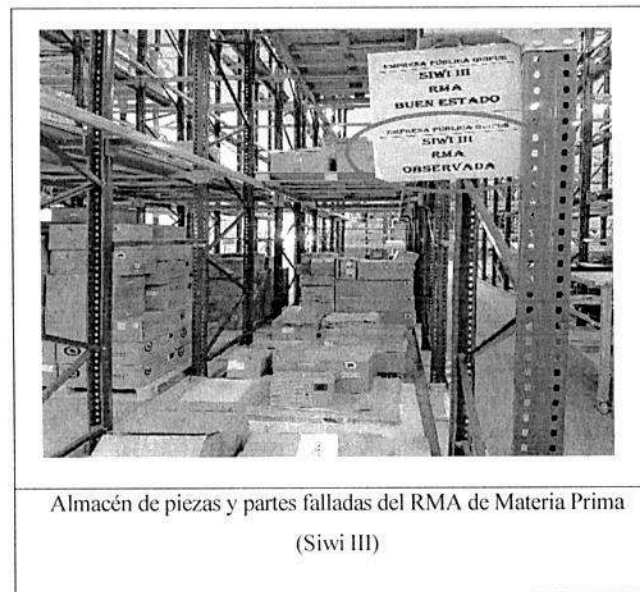 EMPRESA PÚBLICA QUIPUS
SIWI III
RMA
BUEN ESTADO
EMPRESA PÚBLICA QUIPUS
SIWI III
RMA
OBSERVADA
Almacén de piezas y partes falladas del RMA de Materia Prima
(Siwi III)